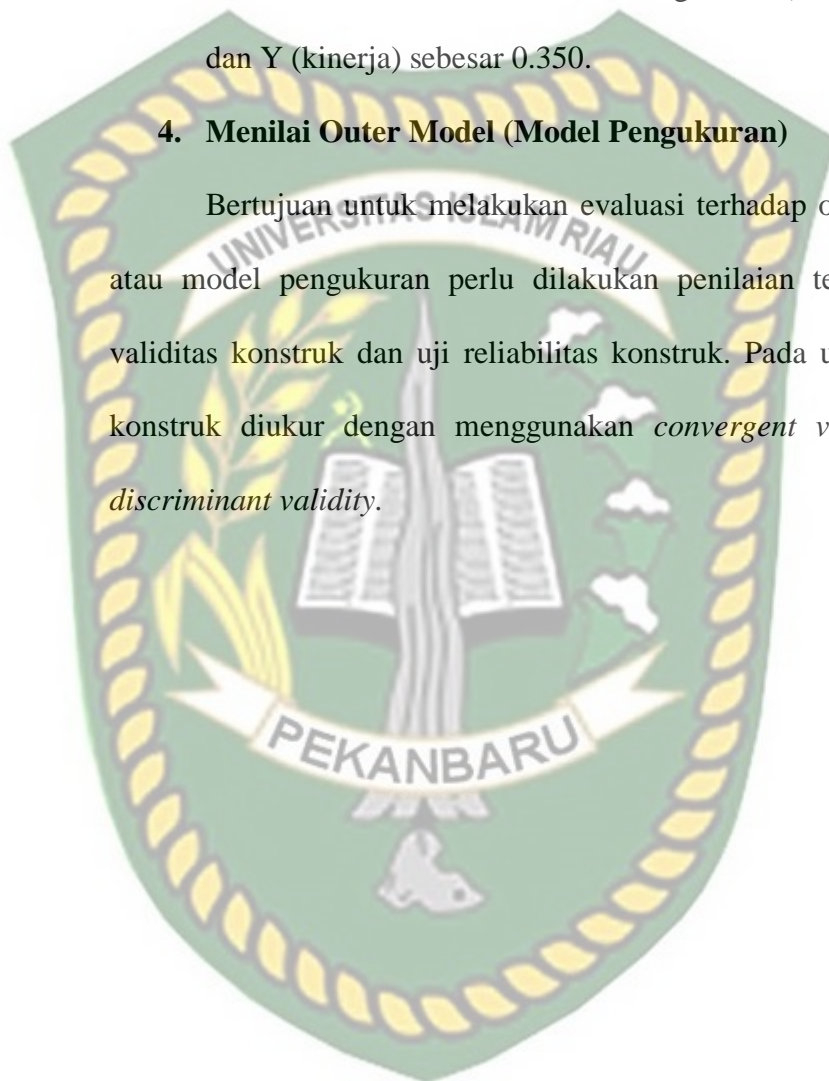 dan Y (kinerja) sebesar 0.350.
4. Menilai Outer Model (Model Pengukuran)
Bertujuan untuk melakukan evaluasi terhadap
UNIVERSITAS ISLAM RIAU
atau model pengukuran perlu dilakukan penilaian
validitas konstruk dan uji reliabilitas konstruk. Pada
konstruk diukur dengan menggunakan convergent
discriminant validity.
PEKANBARU